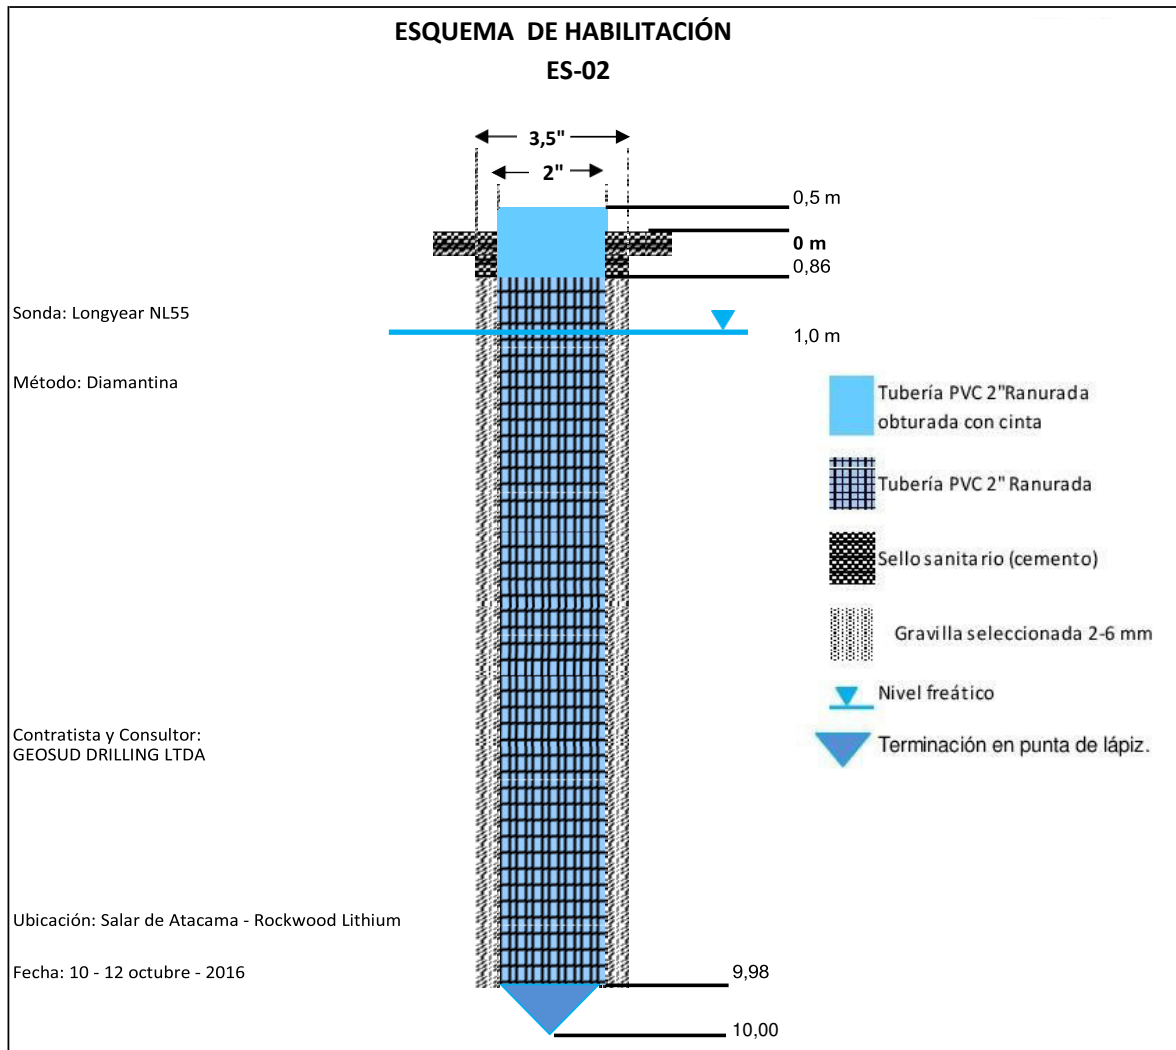 ESQUEMA DE HABILITACIÓN
ES-02
3,5"
2"
0,5 m
0 m
0,86
Sonda: Longyear NL55
1,0 m
Método: Diamantina
Tubería PVC 2"Ranurada
obturada con cinta
Tubería PVC 2" Ranurada
Sello sanitario (cemento)
Gravilla seleccionada 2-6 mm
Nivel freático
Contratista y Consultor:
GEOSUD DRILLING LTDA
Terminación en punta de lápiz.
Ubicación: Salar de Atacama - Rockwood Lithium
Fecha: 10 - 12 octubre - 2016
9,98
10,00